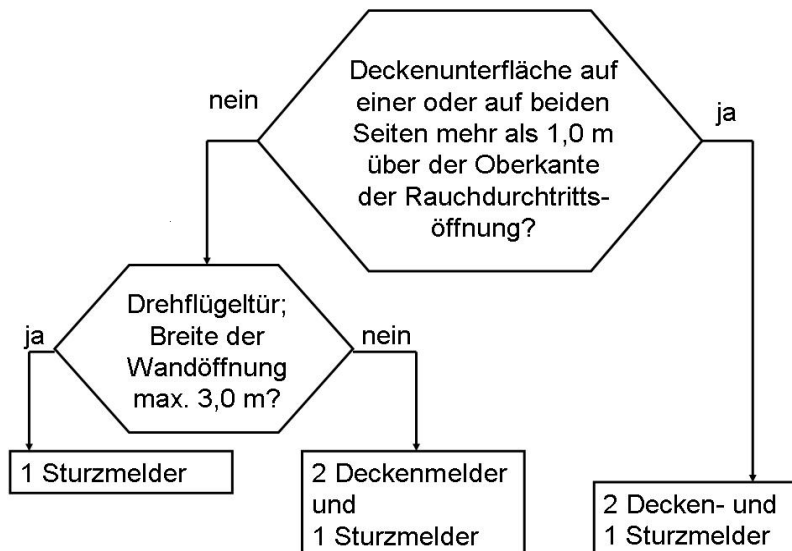 Deckenunterfläche auf
einer oder auf beiden
Seiten mehr als 1,0 m
über der Oberkante
der Rauchdurchtritts-
öffnung?
nein
ja
Drehflügeltür;
Breite der
Wandöffnung
max. 3,0 m?
ja
nein
1 Sturzmelder
2 Deckenmelder
und
1 Sturzmelder
2 Decken- und
1 Sturzmelder